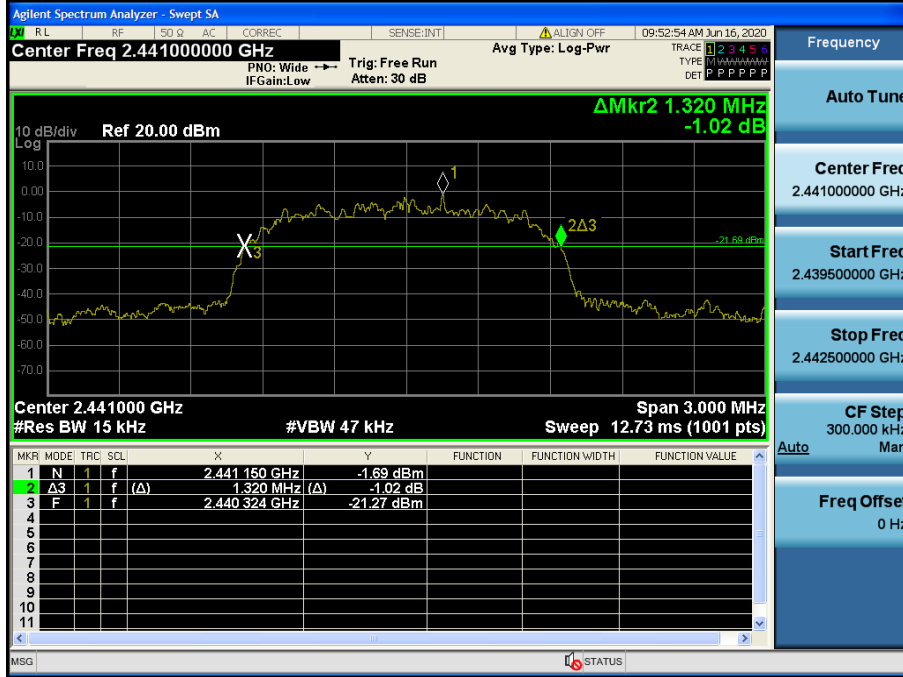 Agilent Spectrum Analyzer - Swept SA
LXI RL RF 50 Ω AC CORREC SENSE:INT ALIGN OFF 09:52:54 AM Jun 16, 2020
Center Freq 2.441000000 GHz Avg Type: Log-Pwr TRACE 1 2 3 4 5 6
PNO: Wide Trig: Free Run TYPE MWWWWW
IFGain:Low Atten: 30 dB DET P P P P P P
ΔMkr2 1.320 MHz
10 dB/div Ref 20.00 dBm -1.02 dB
Log
10.0
0.00
-10.0
-20.0
-30.0
-40.0
-50.0
-60.0
-70.0
1
2Δ3
3
-21.69 dBm
Center 2.441000 GHz Span 3.000 MHz
#Res BW 15 kHz #VBW 47 kHz Sweep 12.73 ms (1001 pts)
MKR MODE TRC SCL X Y FUNCTION FUNCTION WIDTH FUNCTION VALUE
1 N 1 f 2.441 150 GHz -1.69 dBm
2 Δ3 1 f (Δ) 1.320 MHz (Δ) -1.02 dB
3 F 1 f 2.440 324 GHz -21.27 dBm
4
5
6
7
8
9
10
11
MSG STATUS
Frequency
Auto Tune
Center Freq
2.441000000 GHz
Start Freq
2.439500000 GHz
Stop Freq
2.442500000 GHz
CF Step
300.000 kHz
Auto Man
Freq Offset
0 Hz